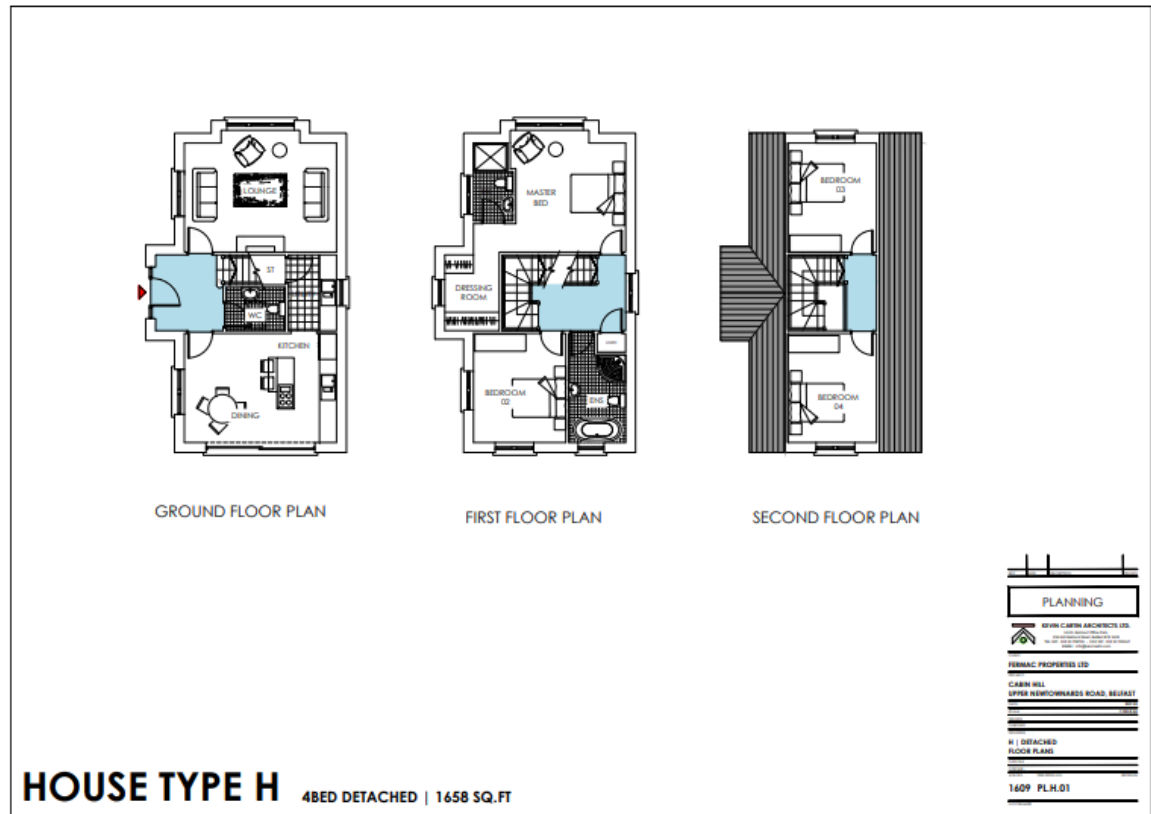 LOUNGE
ST
WC
KITCHEN
DINING
GROUND FLOOR PLAN
MASTER
BED
DRESSING
ROOM
BEDROOM
02
ENS
FIRST FLOOR PLAN
BEDROOM
03
BEDROOM
04
SECOND FLOOR PLAN
PLANNING
KEVIN CARTIN ARCHITECTS LTD.
FERMAC PROPERTIES LTD
CABIN HILL
UPPER NEWTOWNARDS ROAD, BELFAST
H | DETACHED
FLOOR PLANS
1609 PL.H.01
HOUSE TYPE H 4BED DETACHED | 1658 SQ.FT